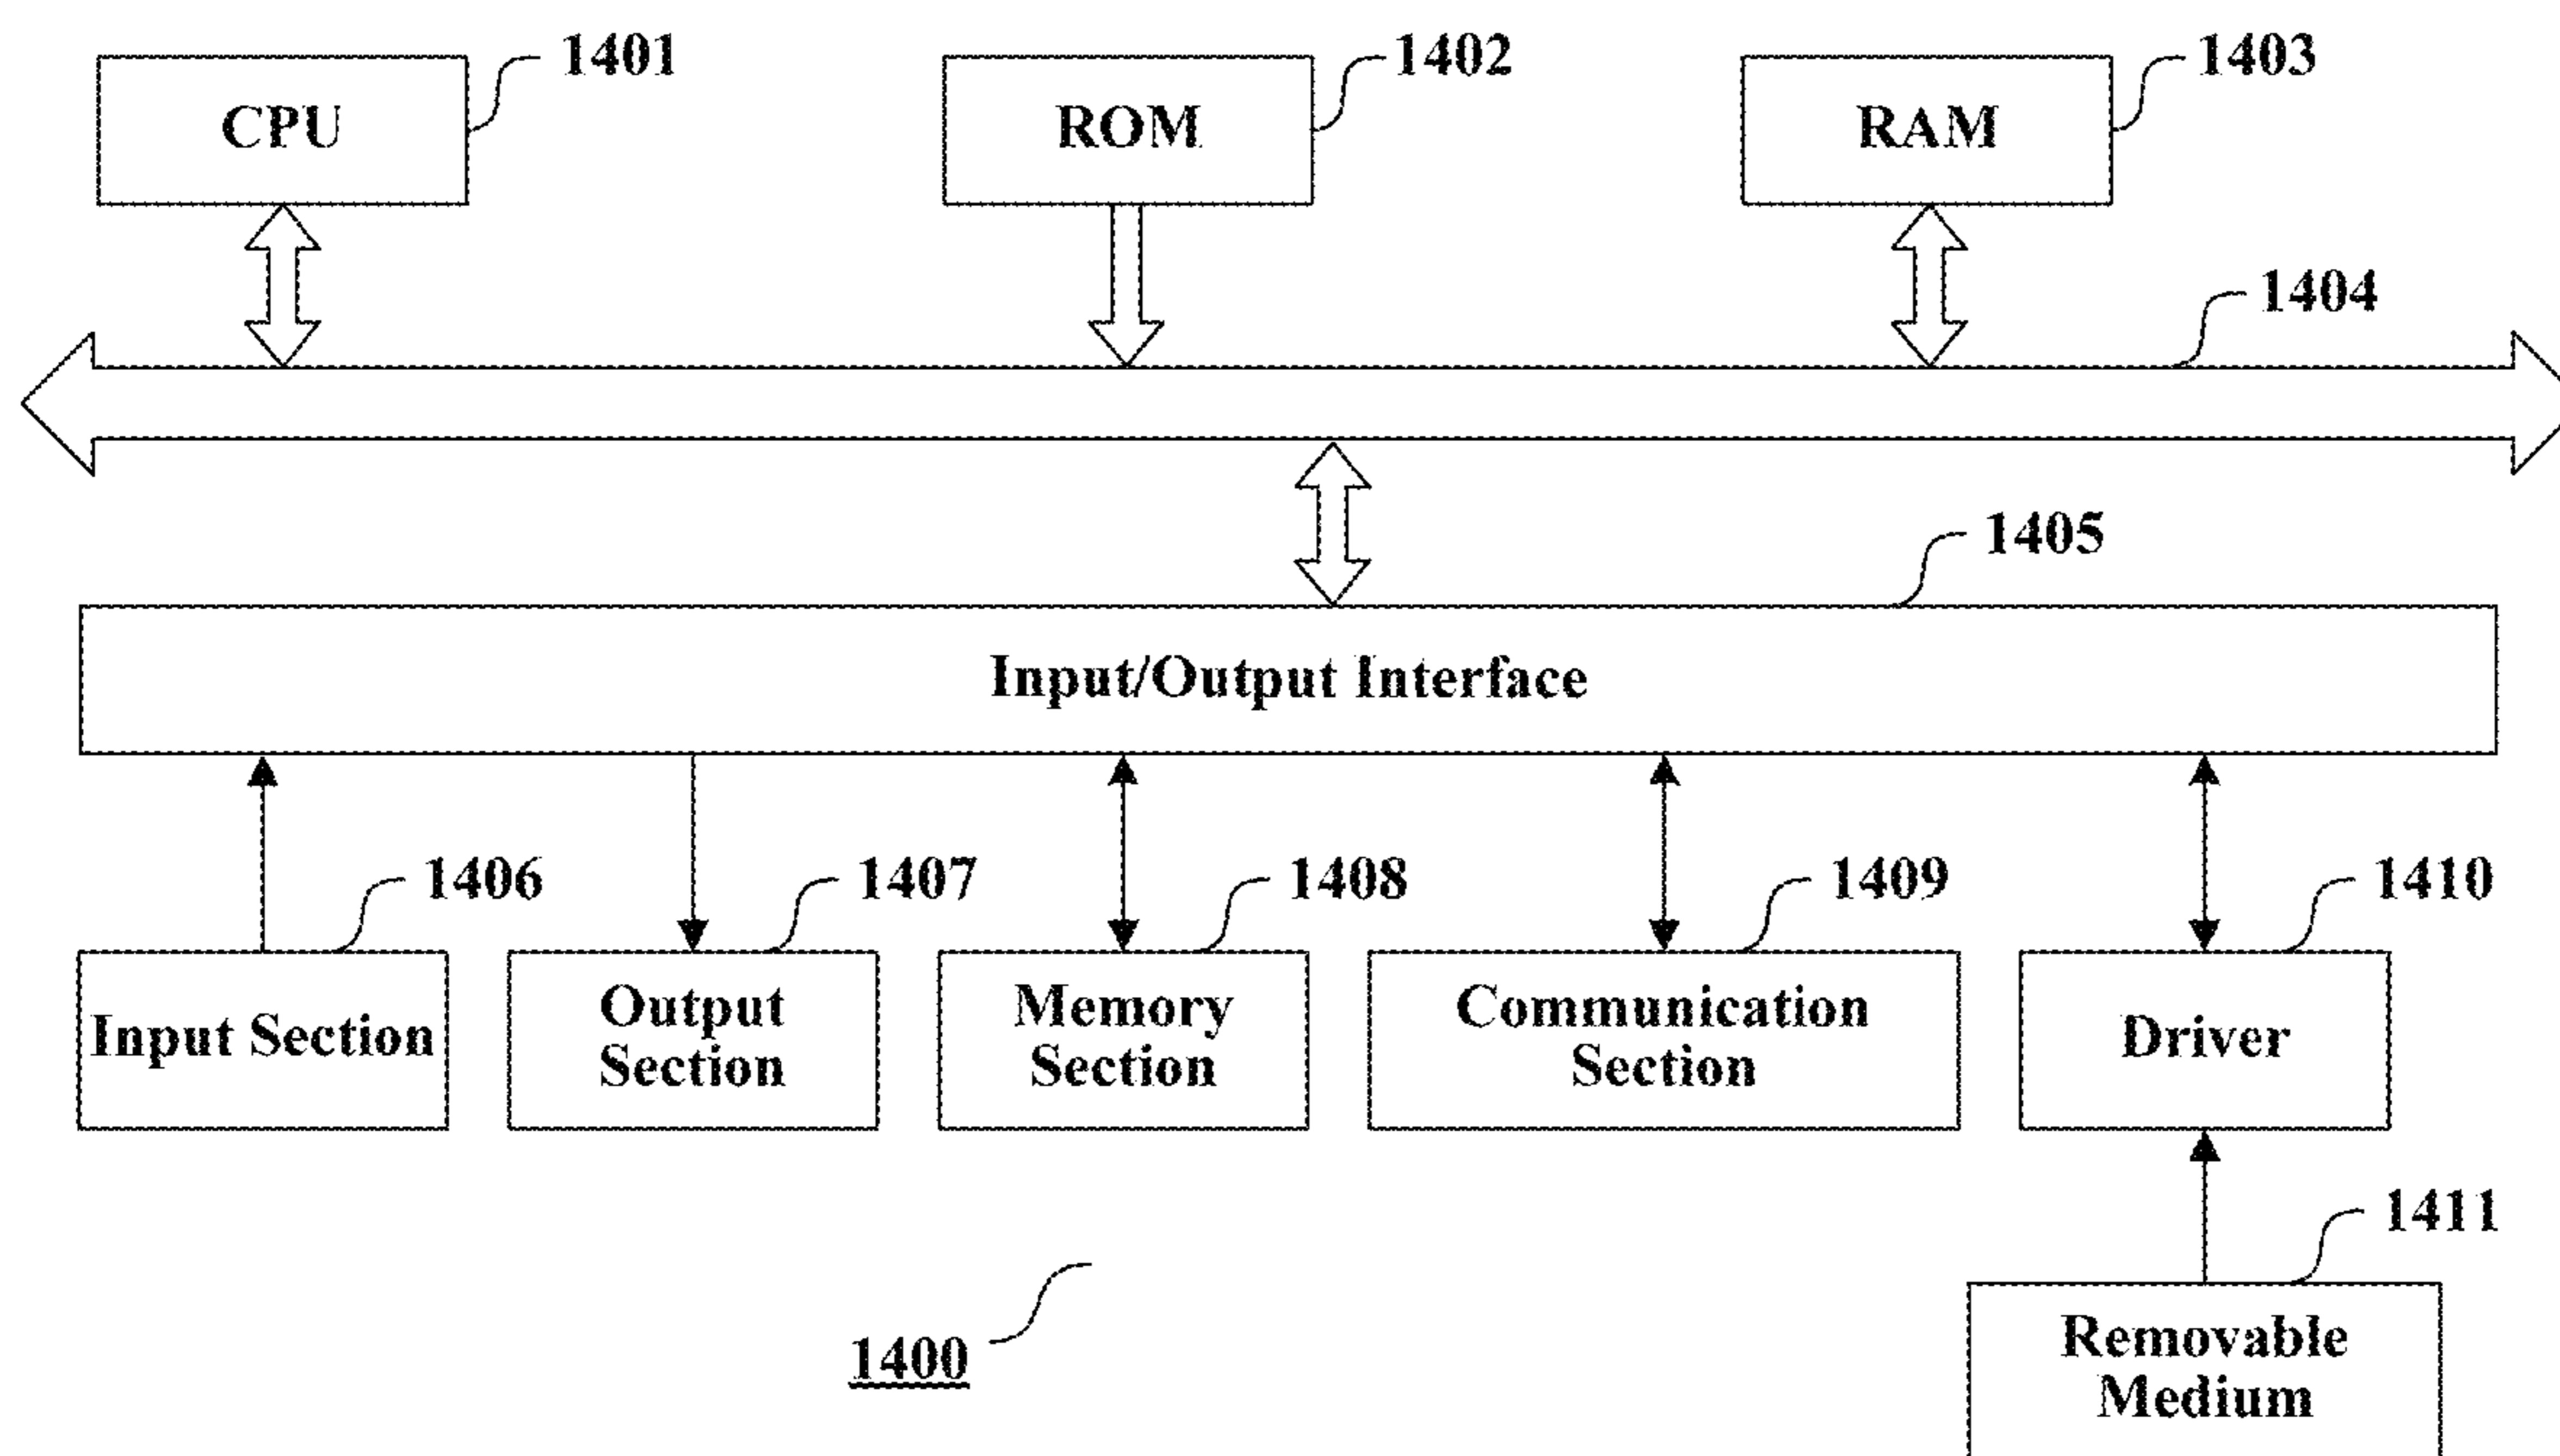 1401
1402
1403
CPU
ROM
RAM
1404
1405
Input/Output Interface
1406
1407
1408
1409
1410
Input Section
Output
Section
Memory
Section
Communication
Section
Driver
1411
1400
Removable
Medium